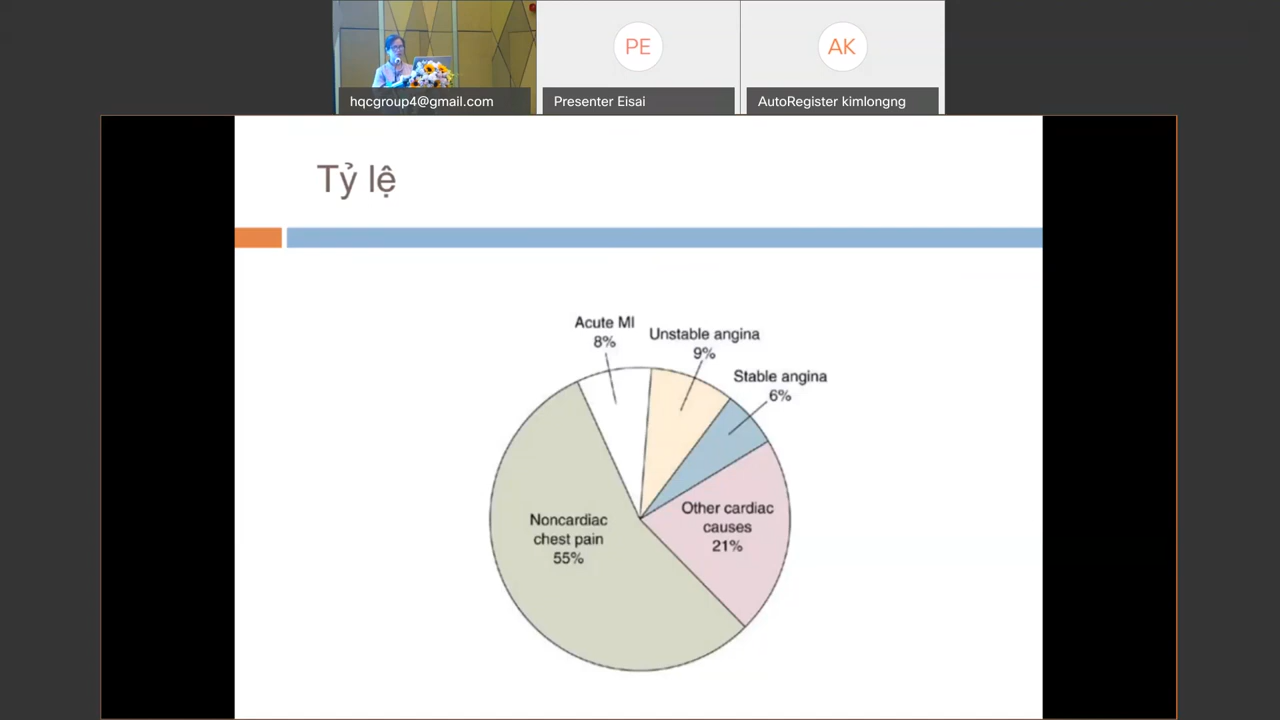 PE
AK
hqcgroup4@gmail.com
Presenter Eisai
AutoRegister kimlongng
Tỷ lệ
Acute MI
8%
Unstable angina
9%
Stable angina
6%
Other cardiac
causes
21%
Noncardiac
chest pain
55%